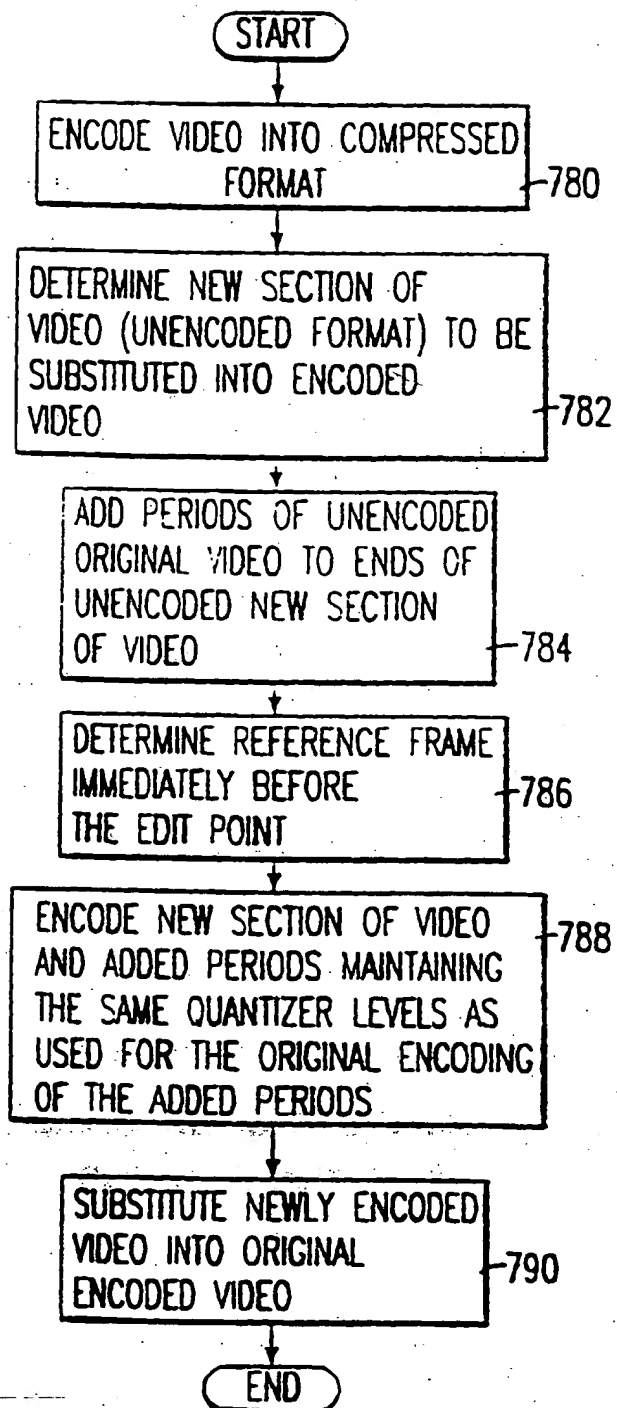 START
ENCODE VIDEO INTO COMPRESSED
FORMAT
780
DETERMINE NEW SECTION OF
VIDEO (UNENCODED FORMAT) TO BE
SUBSTITUTED INTO ENCODED
VIDEO
782
ADD PERIODS OF UNENCODED
ORIGINAL VIDEO TO ENDS OF
UNENCODED NEW SECTION
OF VIDEO
784
DETERMINE REFERENCE FRAME
IMMEDIATELY BEFORE
THE EDIT POINT
786
ENCODE NEW SECTION OF VIDEO
AND ADDED PERIODS MAINTAINING
THE SAME QUANTIZER LEVELS AS
USED FOR THE ORIGINAL ENCODING
OF THE ADDED PERIODS
788
SUBSTITUTE NEWLY ENCODED
VIDEO INTO ORIGINAL
ENCODED VIDEO
790
END